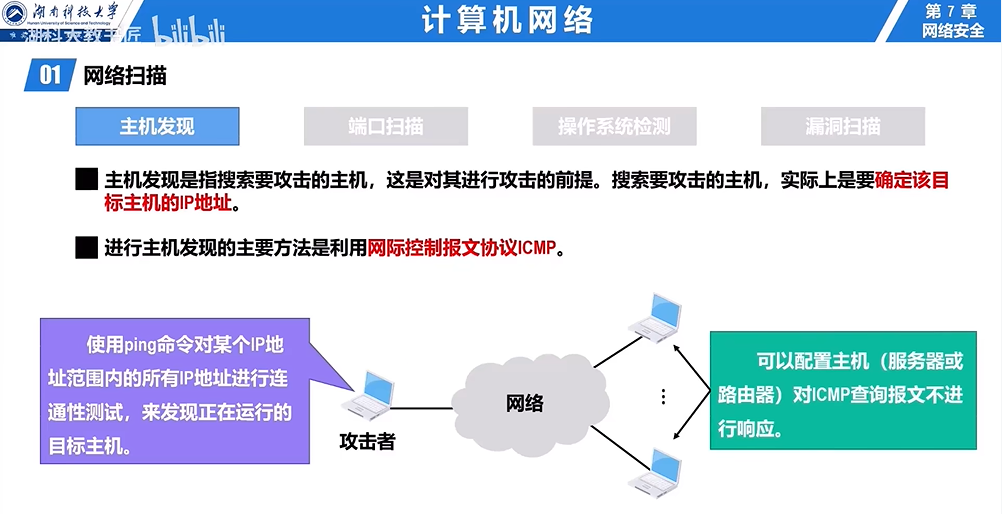 湖南科技大学
Hunan University of Science and Technology
计算机网络
第 7 章
网络安全
湖科大教书匠 bilibili
01 网络扫描
主机发现 端口扫描 操作系统检测 漏洞扫描
主机发现是指搜索要攻击的主机，这是对其进行攻击的前提。搜索要攻击的主机，实际上是要确定该目
标主机的IP地址。
进行主机发现的主要方法是利用网际控制报文协议ICMP。
使用ping命令对某个IP地
址范围内的所有IP地址进行连
通性测试，来发现正在运行的
目标主机。
攻击者
网络
可以配置主机（服务器或
路由器）对ICMP查询报文不进
行响应。